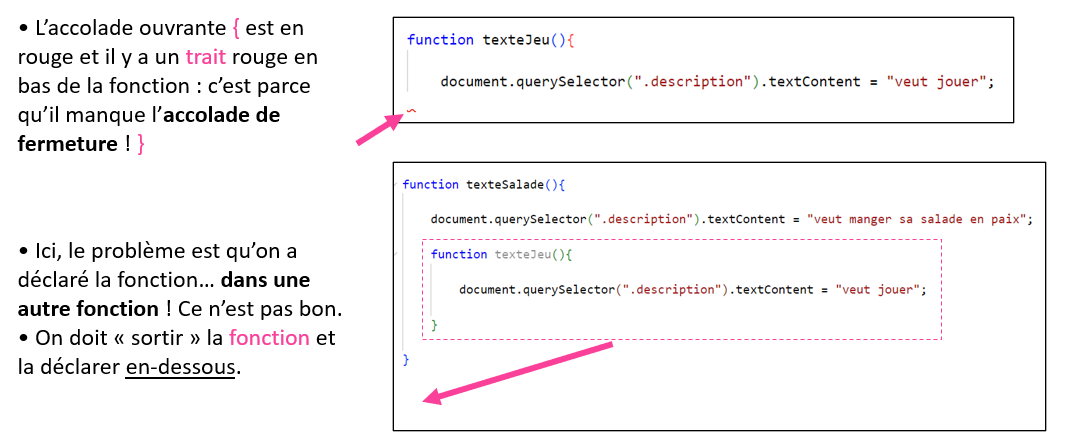 • L’accolade ouvrante { est en
rouge et il y a un trait rouge en
bas de la fonction : c’est parce
qu’il manque l’accolade de
fermeture ! }
function texteJeu(){
document.querySelector(".description").textContent = "veut jouer";
• Ici, le problème est qu’on a
déclaré la fonction… dans une
autre fonction ! Ce n’est pas bon.
• On doit « sortir » la fonction et
la déclarer en-dessous.
function texteSalade(){
document.querySelector(".description").textContent = "veut manger sa salade en paix";
function texteJeu(){
document.querySelector(".description").textContent = "veut jouer";
}
}